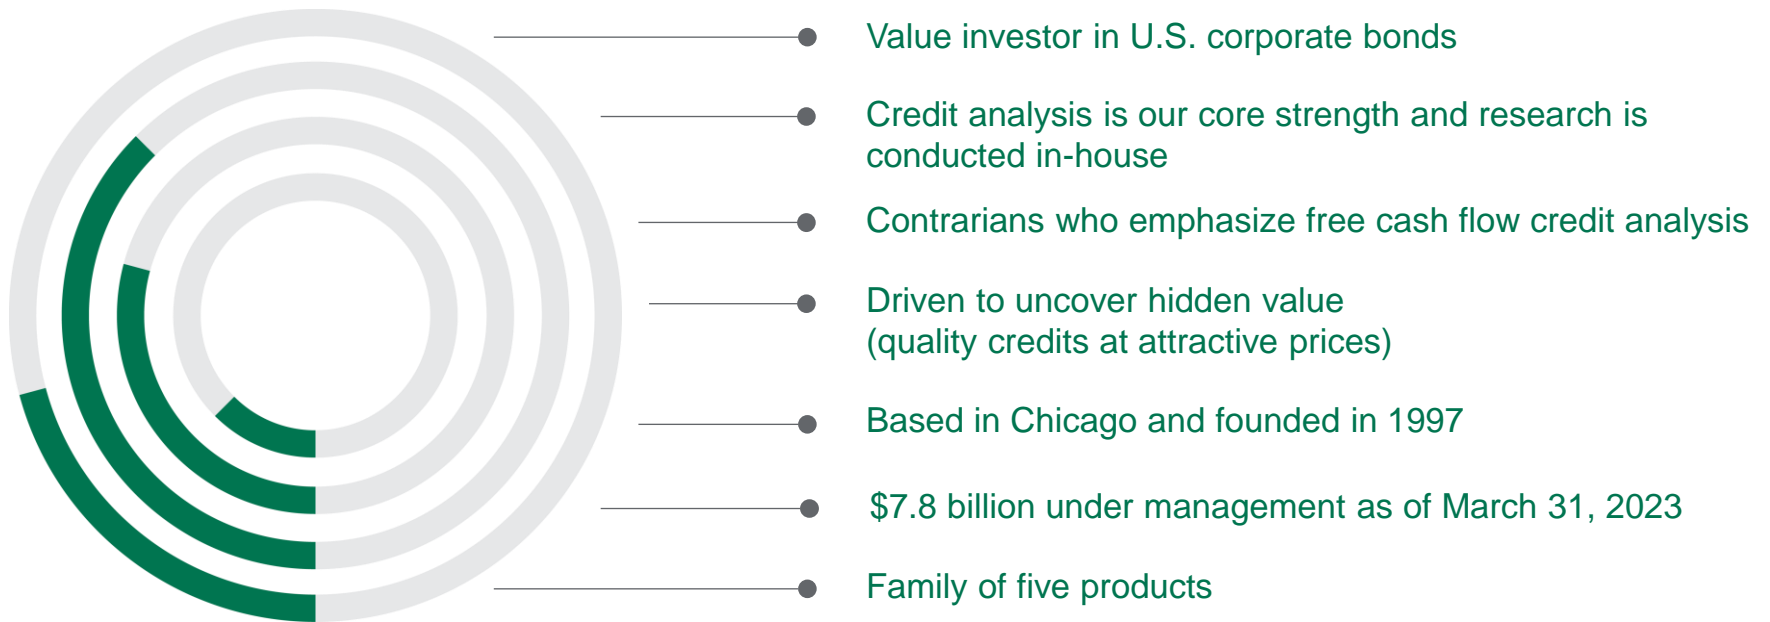 Value investor in U.S. corporate bonds
Credit analysis is our core strength and research is
conducted in-house
Contrarians who emphasize free cash flow credit analysis
Driven to uncover hidden value
(quality credits at attractive prices)
Based in Chicago and founded in 1997
$7.8 billion under management as of March 31, 2023
Family of five products